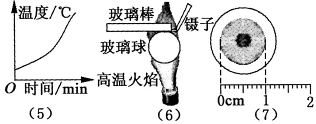 温度/℃
O 时间/min
(5)
玻璃棒
镊子
玻璃球
高温火焰
(6)
0cm 1 2
(7)